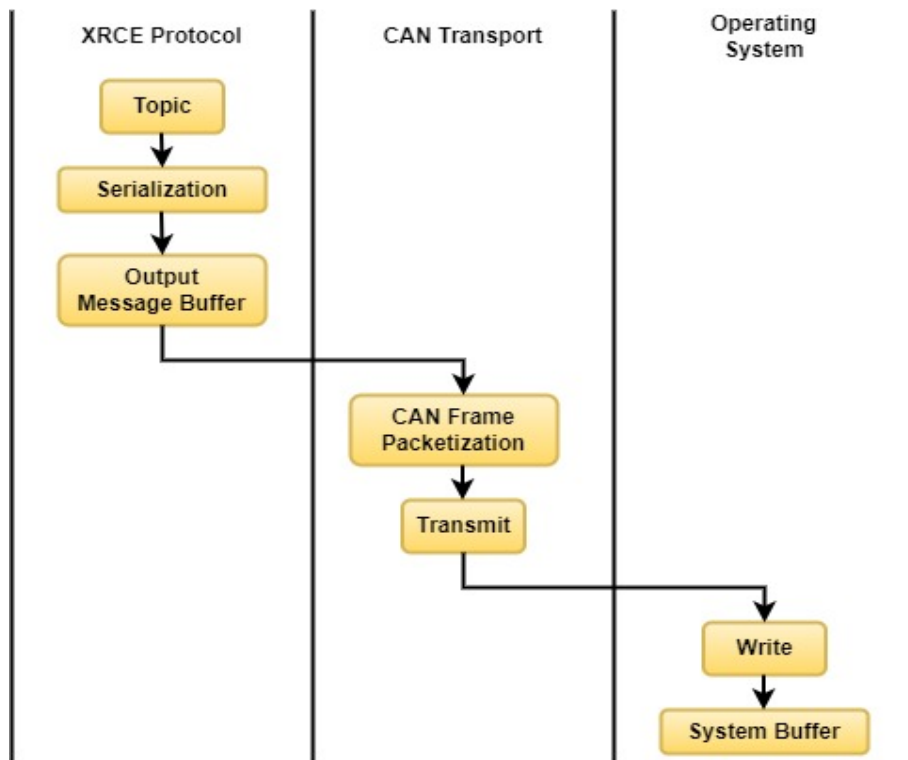 XRCE Protocol
CAN Transport
Operating
System
Topic
Serialization
Output
Message Buffer
CAN Frame
Packetization
Transmit
Write
System Buffer